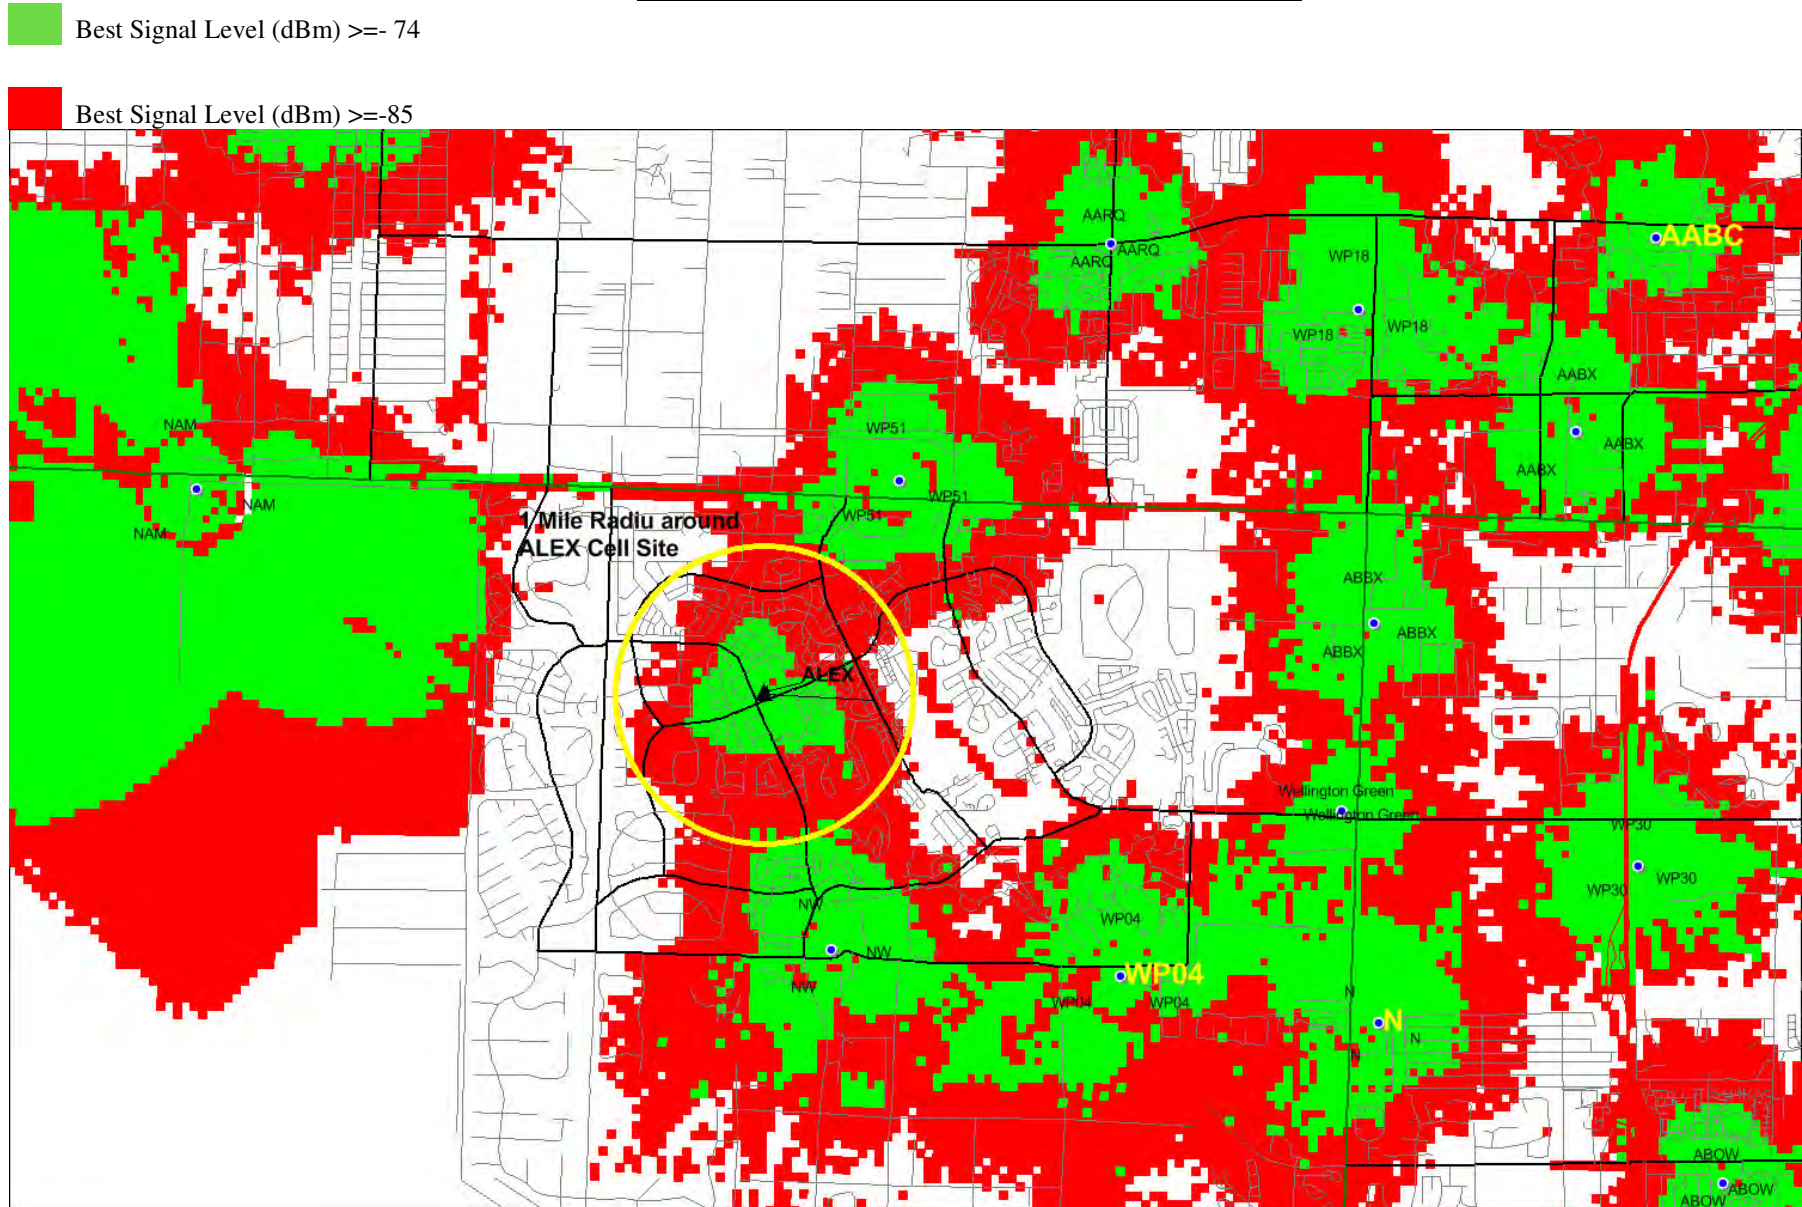 Best Signal Level (dBm) >=- 74
Best Signal Level (dBm) >=-85
AARQ
AARQ
AARQ
AABC
WP18
WP18
WP18
AABX
AABX
AABX
NAM
NAM
NAM
WP51
WP51
WP51
1 Mile Radiu around
ALEX Cell Site
ABBX
ABBX
ABBX
ALEX
Wellington Green
Wellington Green
WP30
WP30
WP30
NW
NW
NW
WP04
WP04
WP04
WP04
N
N
N
N
ABOW
ABOW
ABOW